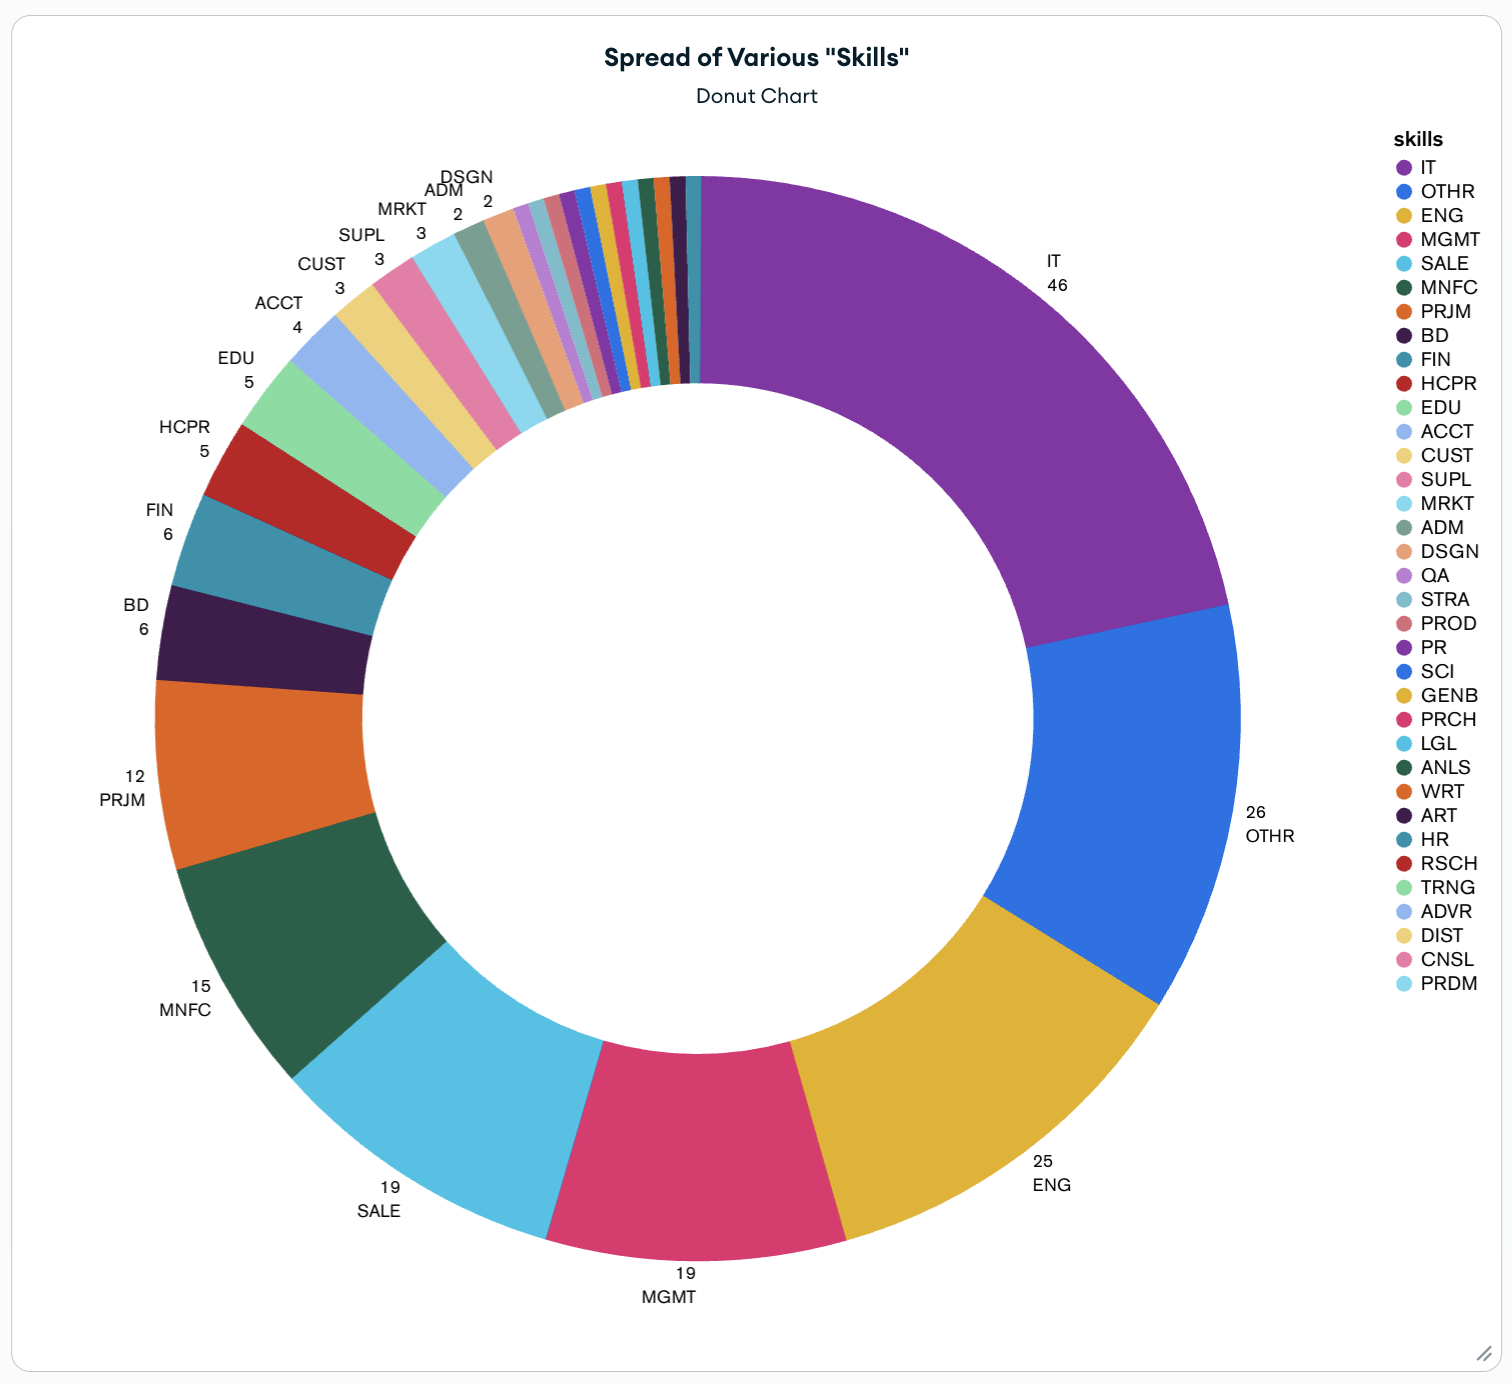 Spread of Various "Skills"
Donut Chart
DSGN
2
ADM
2
MRKT
3
SUPL
3
CUST
3
ACCT
4
EDU
5
HCPR
5
FIN
6
BD
6
12
PRJM
15
MNFC
19
SALE
19
MGMT
25
ENG
26
OTHR
IT
46
skills
IT
OTHR
ENG
MGMT
SALE
MNFC
PRJM
BD
FIN
HCPR
EDU
ACCT
CUST
SUPL
MRKT
ADM
DSGN
QA
STRA
PROD
PR
SCI
GENB
PRCH
LGL
ANLS
WRT
ART
HR
RSCH
TRNG
ADVR
DIST
CNSL
PRDM